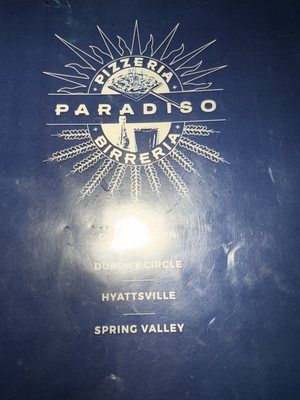 PIZZERIA
PARADISO
BIRRERIA
DUPONT CIRCLE
HYATTSVILLE
SPRING VALLEY